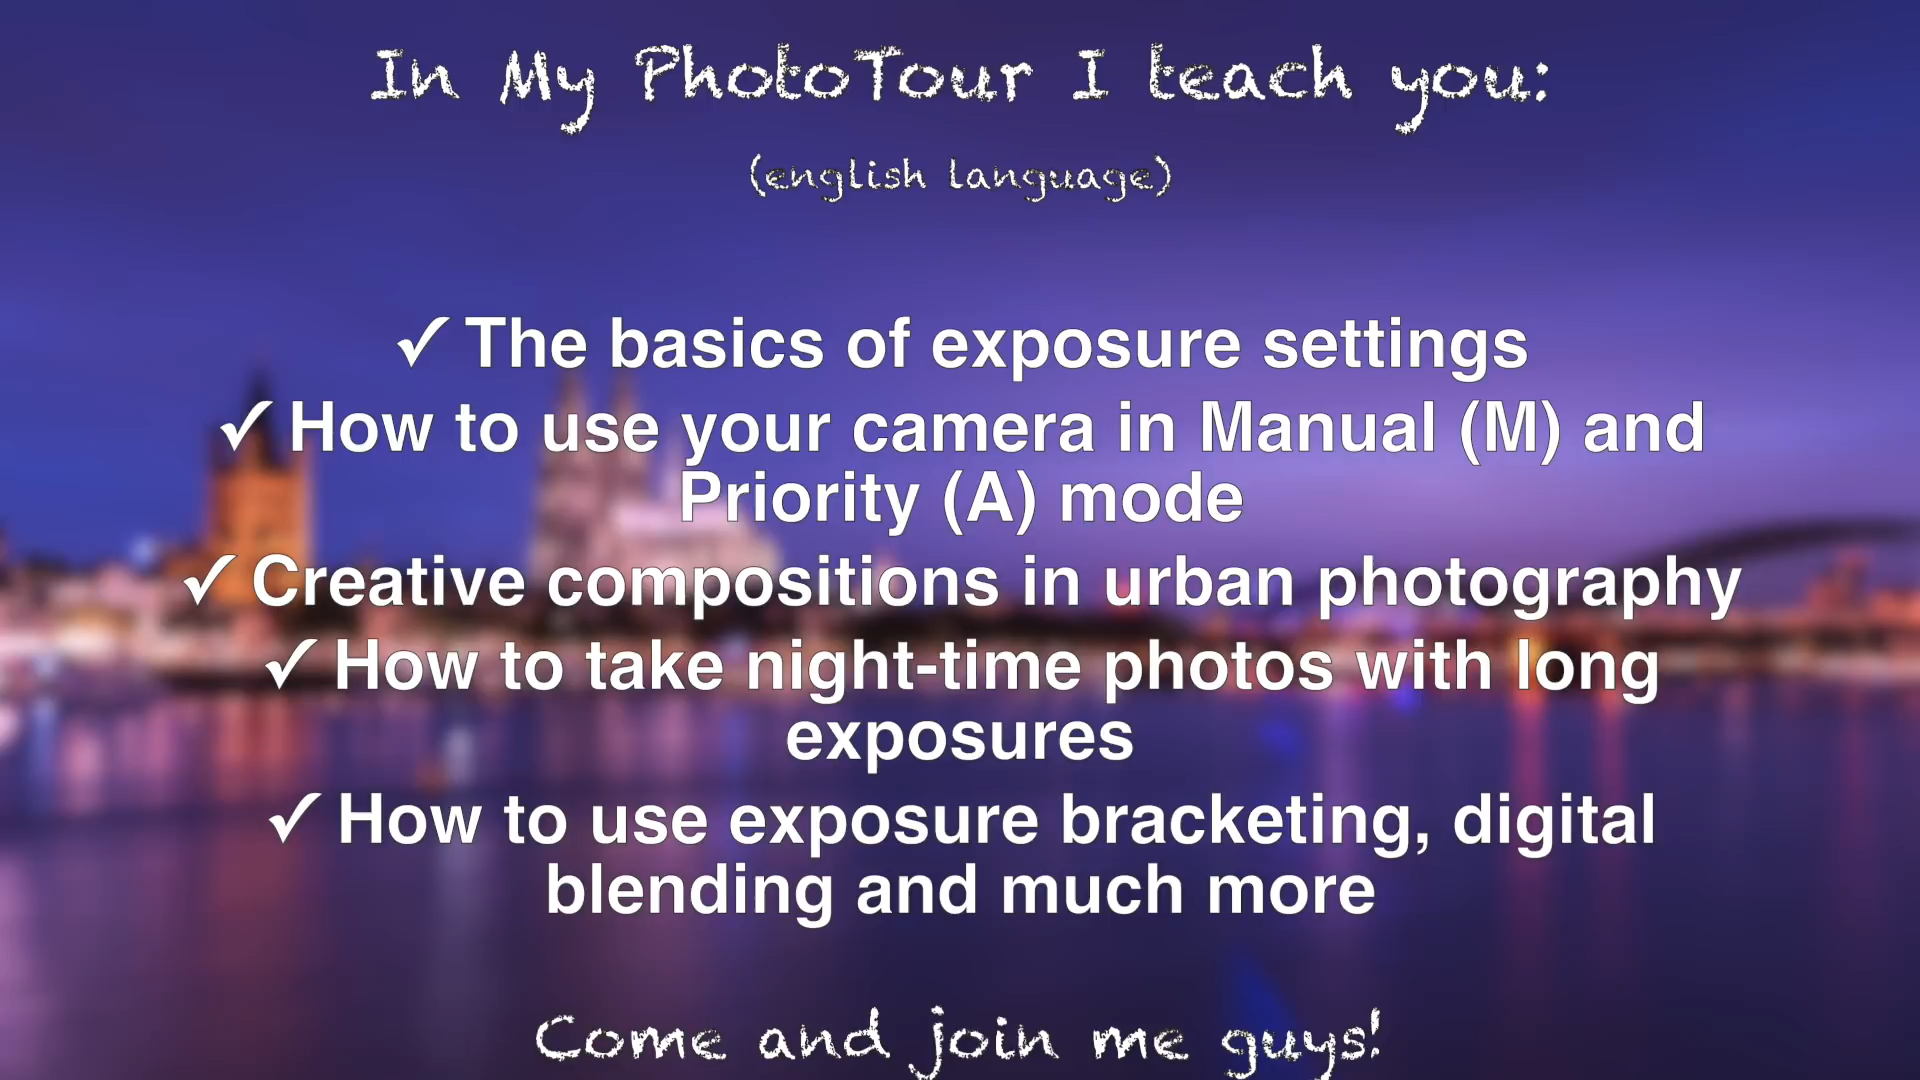 In My PhotoTour I teach you:
(english language)
✓ The basics of exposure settings
✓ How to use your camera in Manual (M) and
Priority (A) mode
✓ Creative compositions in urban photography
✓ How to take night-time photos with long
exposures
✓ How to use exposure bracketing, digital
blending and much more
Come and join me guys!